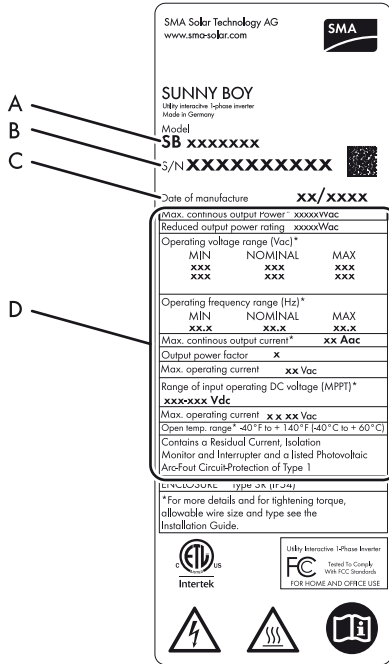 SMA Solar Technology AG
www.sma-solar.com
SMA
SUNNY BOY
Utility interactive 1-phase inverter
Made in Germany
A
Model
SB xxxxxxx
B
S/N xxxxxxxxxx
C
Date of manufacture xx/xxxx
Max. continous output Power* xxxxxWac
Reduced output power rating xxxxxWac
Operating voltage range (Vac)*
MIN NOMINAL MAX
xxx xxx xxx
xxx xxx xxx
D
Operating frequency range (Hz)*
MIN NOMINAL MAX
xx.x xx.x xx.x
Max. continous output current* xx Aac
Output power factor x
Max. operating current xx Vac
Range of input operating DC voltage (MPPT)*
xxx-xxx Vdc
Max. operating current xx xx Vac
Open temp. range* -40°F to + 140°F (-40°C to + 60°C)
Contains a Residual Current, Isolation
Monitor and Interrupter and a listed Photovoltaic
Arc-Fout Circuit-Protection of Type 1
ENCLOSURE Type 3R (IP54)
*For more details and for tightening torque,
allowable wire size and type see the
Installation Guide.
c ETL us
Intertek
Utility Interactive 1-Phase Inverter
FC Tested To Comply
With FCC Standards
FOR HOME AND OFFICE USE